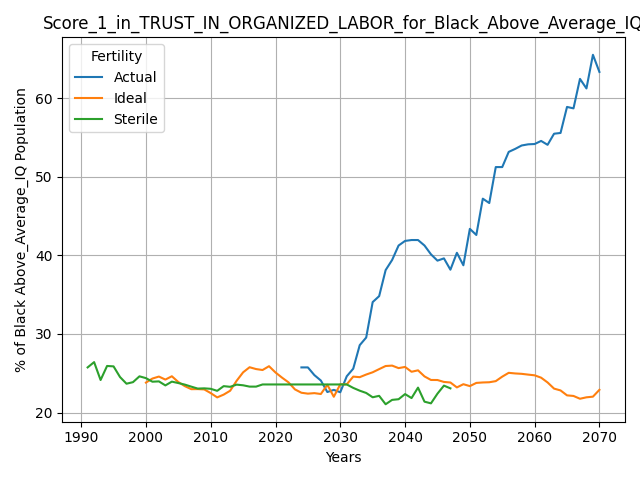 Score_1_in_TRUST_IN_ORGANIZED_LABOR_for_Black_Above_Average_IQ
Fertility
Actual
Ideal
Sterile
% of Black Above_Average_IQ Population
60
50
40
30
20
1990 2000 2010 2020 2030 2040 2050 2060 2070
Years